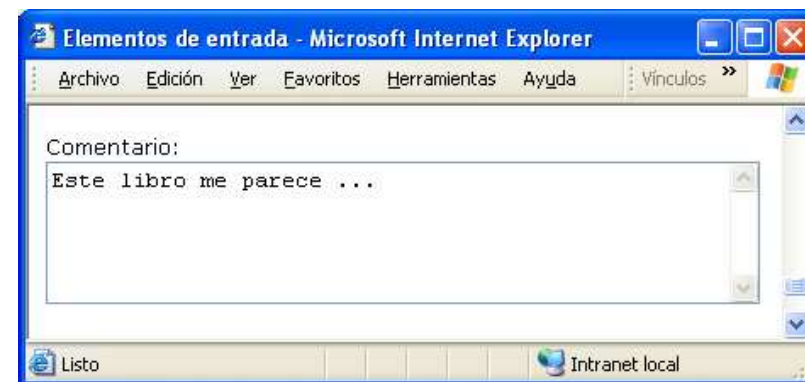 Elementos de entrada - Microsoft Internet Explorer
Archivo Edición Ver Favoritos Herramientas Ayuda Vínculos »
Comentario:
Este libro me parece ...
Listo Intranet local